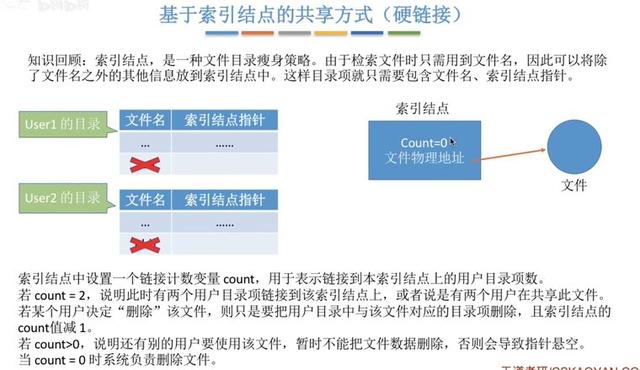 基于索引结点的共享方式（硬链接）
知识回顾：索引结点，是一种文件目录瘦身策略。由于检索文件时只需用到文件名，因此可以将除
了文件名之外的其他信息放到索引结点中。这样目录项就只需要包含文件名、索引结点指针。
User1 的目录
文件名 索引结点指针
... ......
User2 的目录
文件名 索引结点指针
... ......
索引结点
Count=0
文件物理地址
文件
索引结点中设置一个链接计数变量 count，用于表示链接到本索引结点上的用户目录项数。
若 count = 2，说明此时有两个用户目录项链接到该索引结点上，或者说是有两个用户在共享此文件。
若某个用户决定“删除”该文件，则只是要把用户目录中与该文件对应的目录项删除，且索引结点的
count值减 1。
若 count>0，说明还有别的用户要使用该文件，暂时不能把文件数据删除，否则会导致指针悬空。
当 count = 0 时系统负责删除文件。